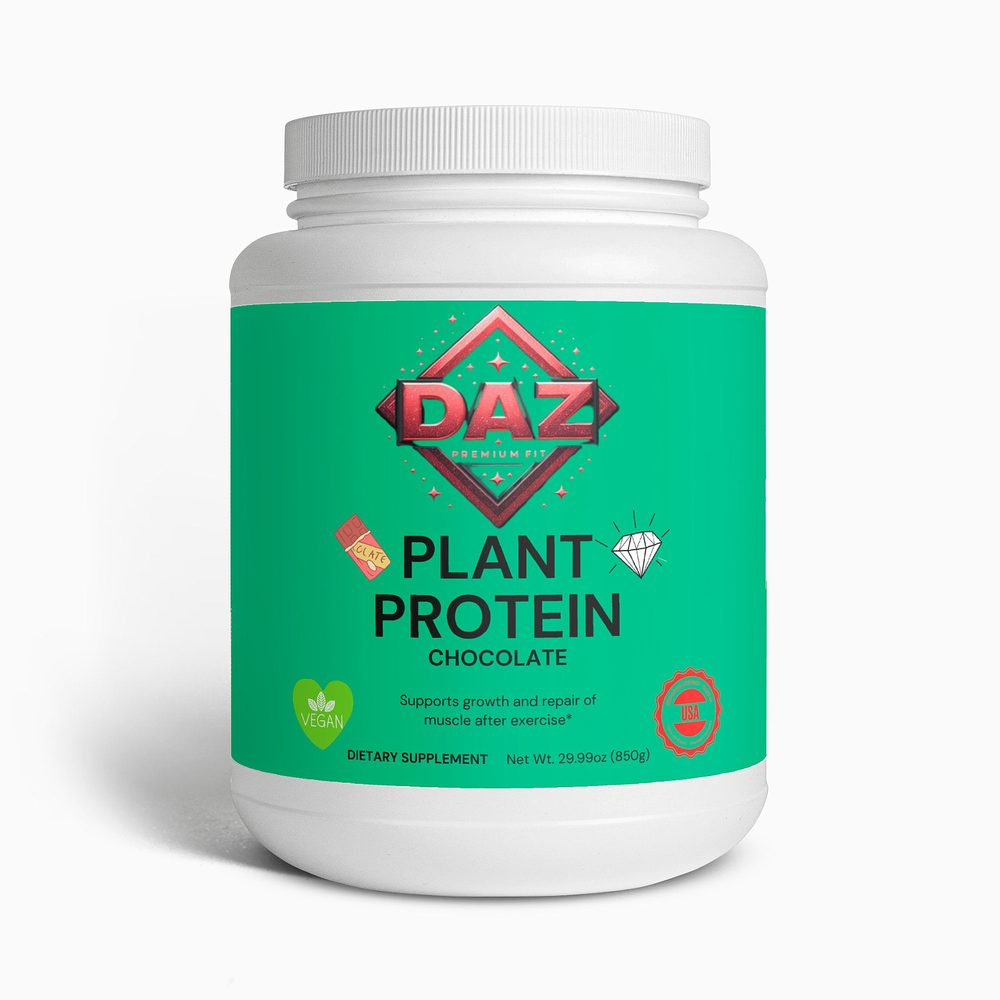 DAZ
PREMIUM FIT
OLATE
PLANT
PROTEIN
CHOCOLATE
Supports growth and repair of
muscle after exercise*
VEGAN
USA
DIETARY SUPPLEMENT Net Wt. 29.99oz (850g)